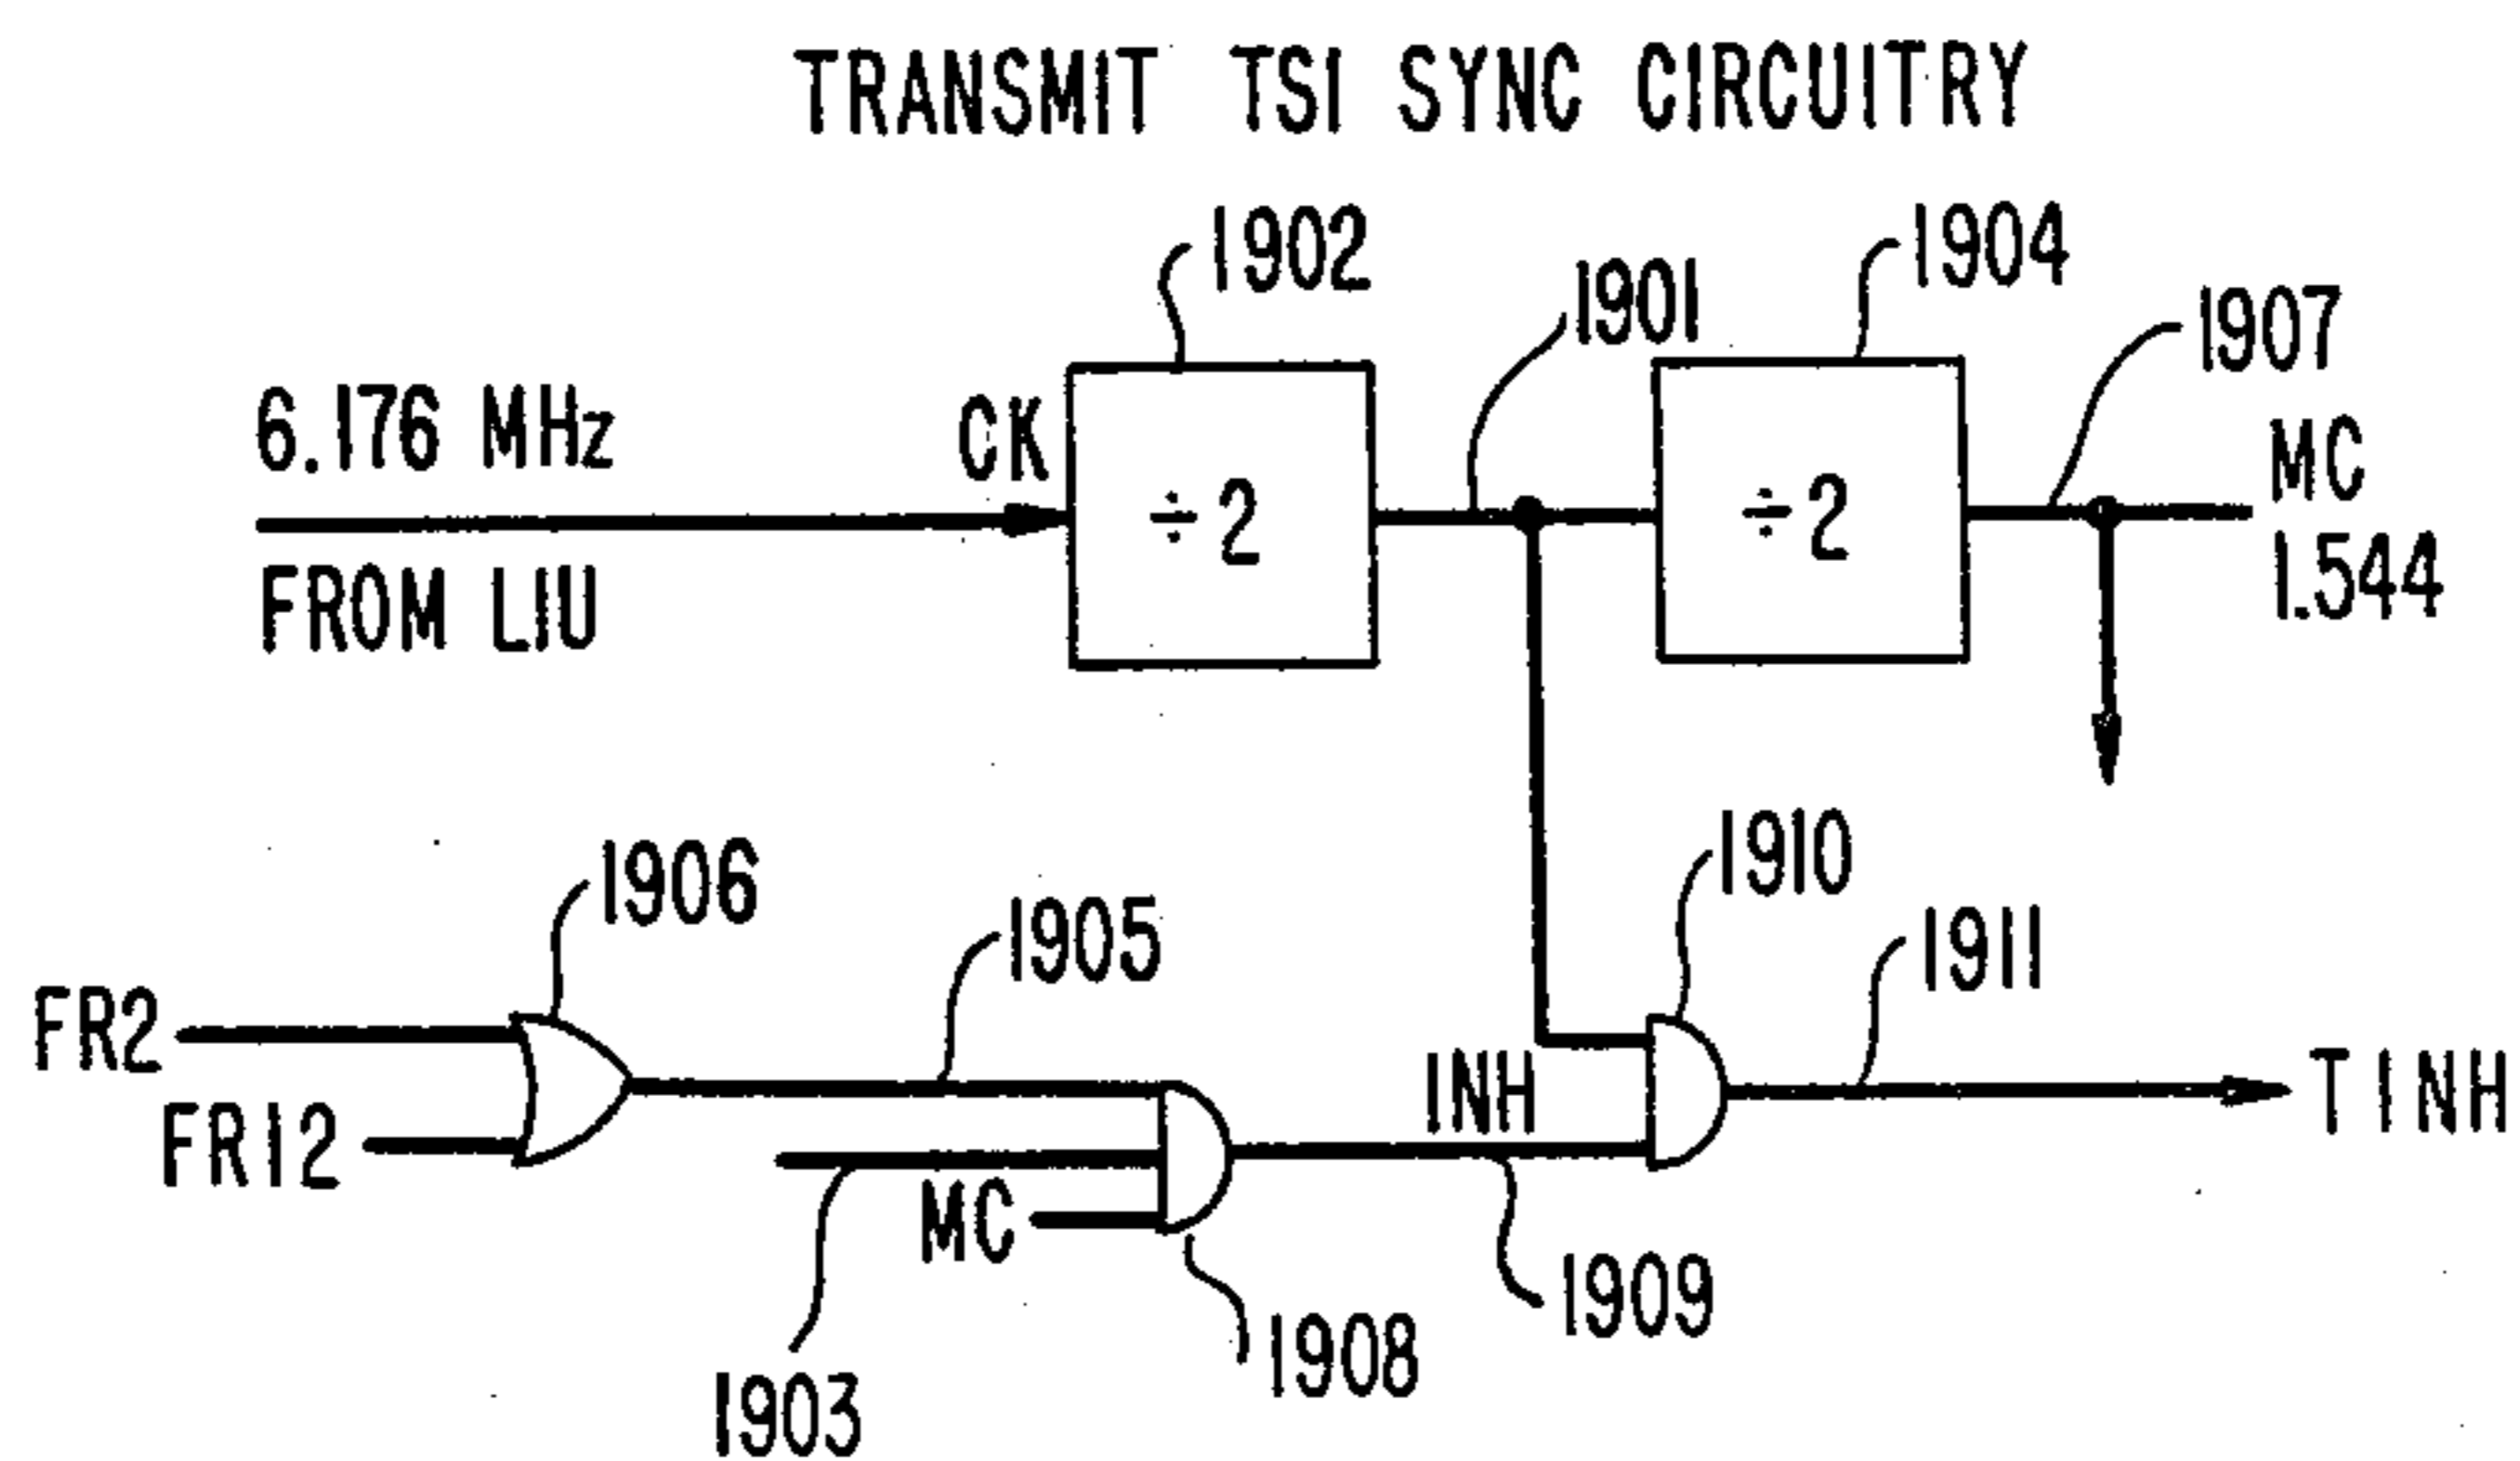 TRANSMIT TSI SYNC CIRCUITRY
1902
1904
1901
1907
6.176 MHz
CK
MC
÷2
÷2
FROM LIU
1.544
1910
1906
1905
1911
FR2
INH
TINH
FR12
MC
1909
1908
1903